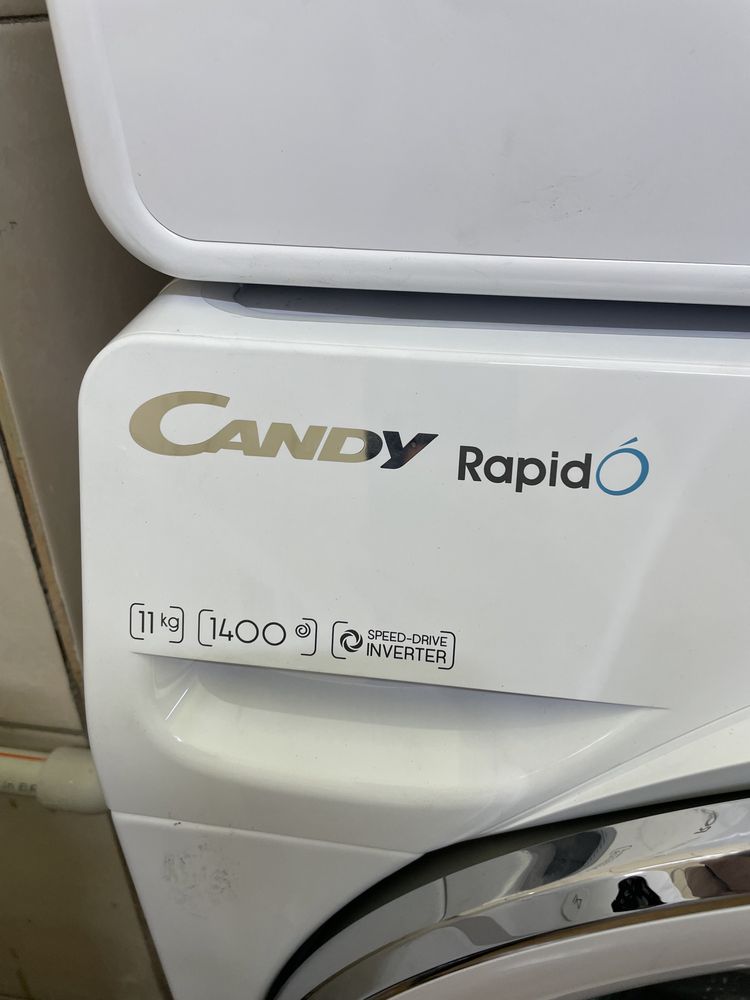 CANDY RapidÓ
11 kg 1400 SPEED-DRIVE
INVERTER